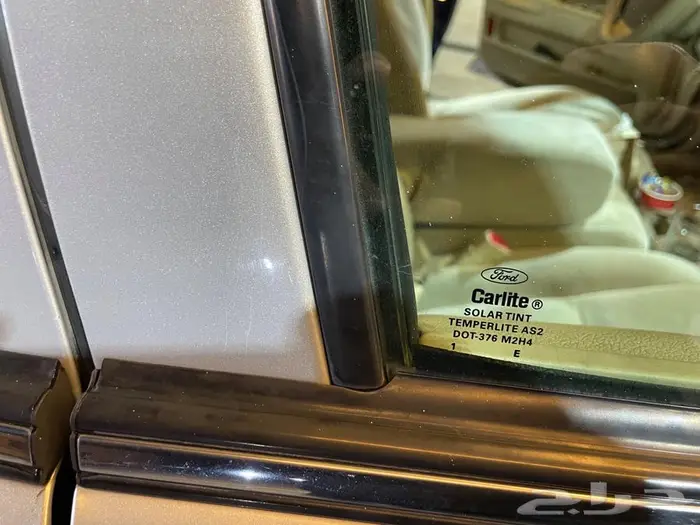 Ford
Carlite®
SOLAR TINT
TEMPERLITE AS2
DOT-376 M2H4
1 E
حراج